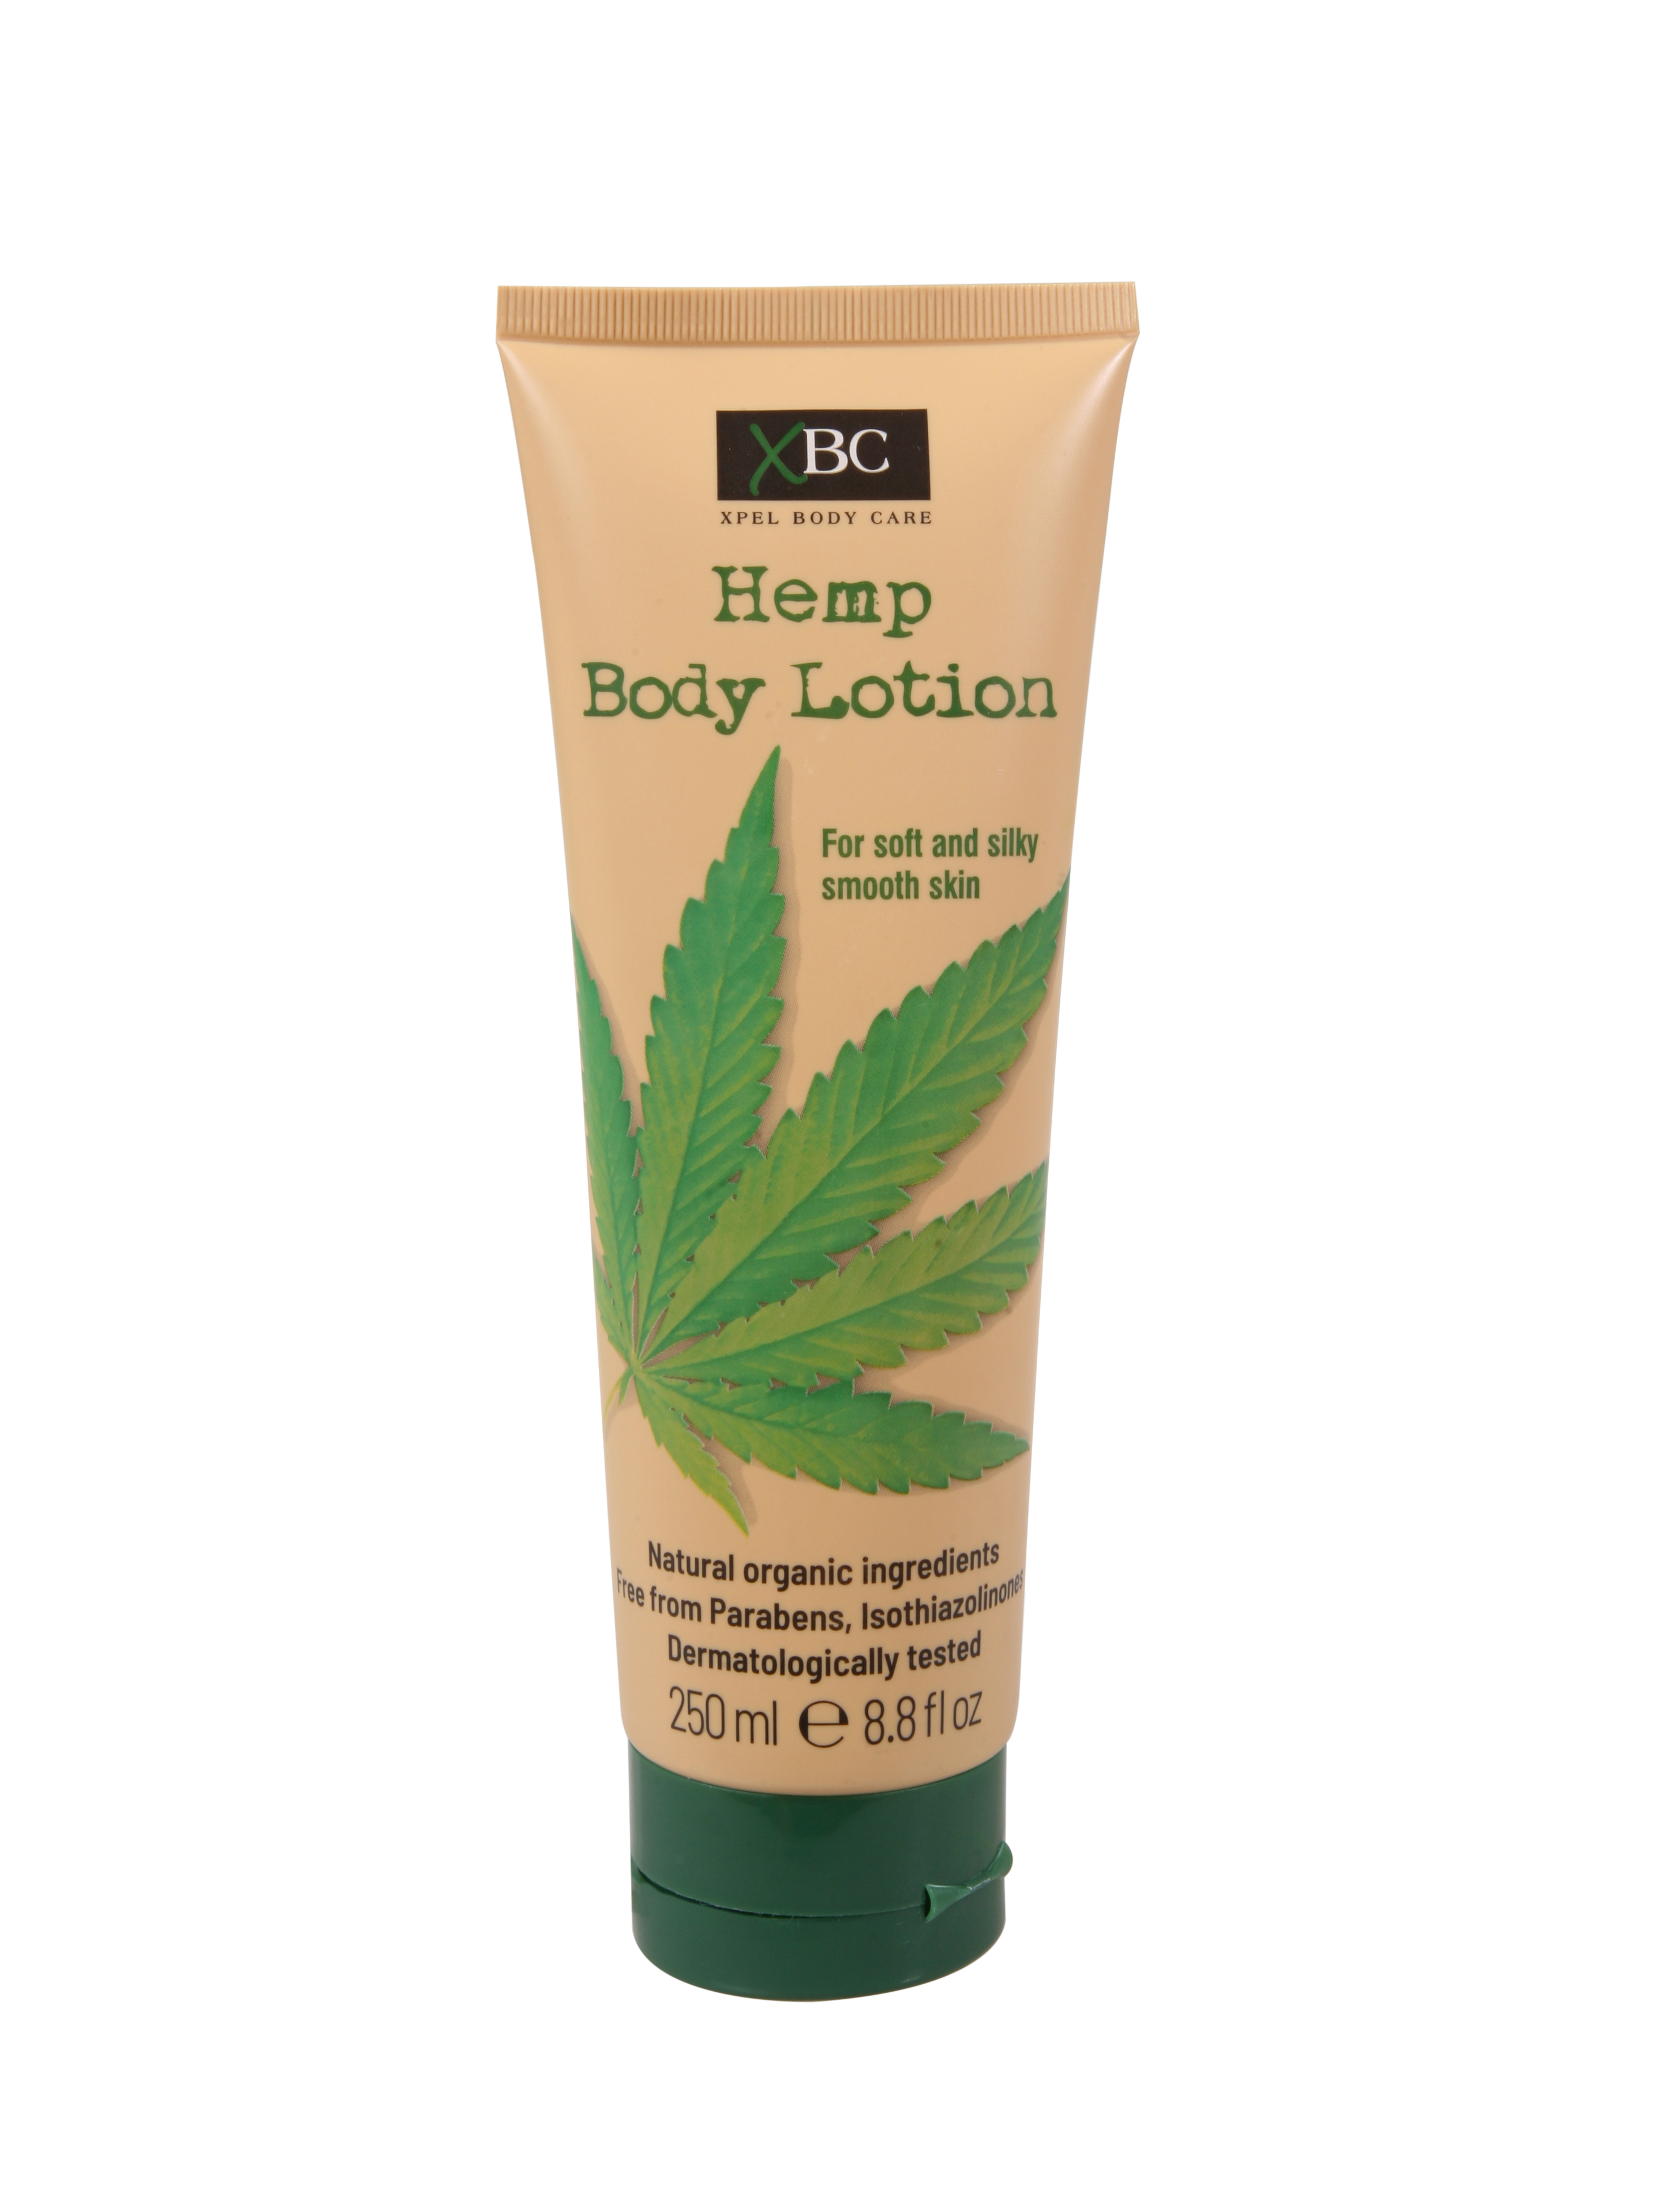 XBC
XPEL BODY CARE
Hemp
Body Lotion
For soft and silky
smooth skin
Natural organic ingredients
Free from Parabens, Isothiazolinones
Dermatologically tested
250 ml e 8.8 fl oz